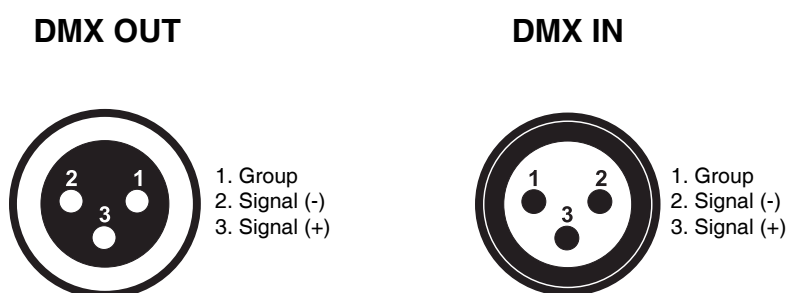 DMX OUT
DMX IN
2 1
3
1. Group
2. Signal (-)
3. Signal (+)
1 2
3
1. Group
2. Signal (-)
3. Signal (+)